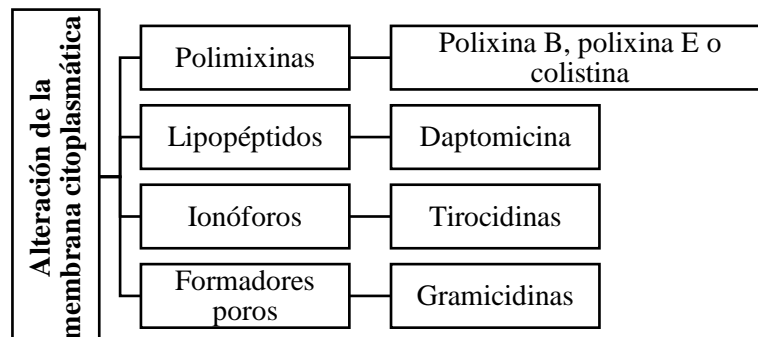 Alteración de la
membrana citoplasmática
Polimixinas
Polixina B, polixina E o
colistina
Lipopéptidos
Daptomicina
Ionóforos
Tirocidinas
Formadores
poros
Gramicidinas